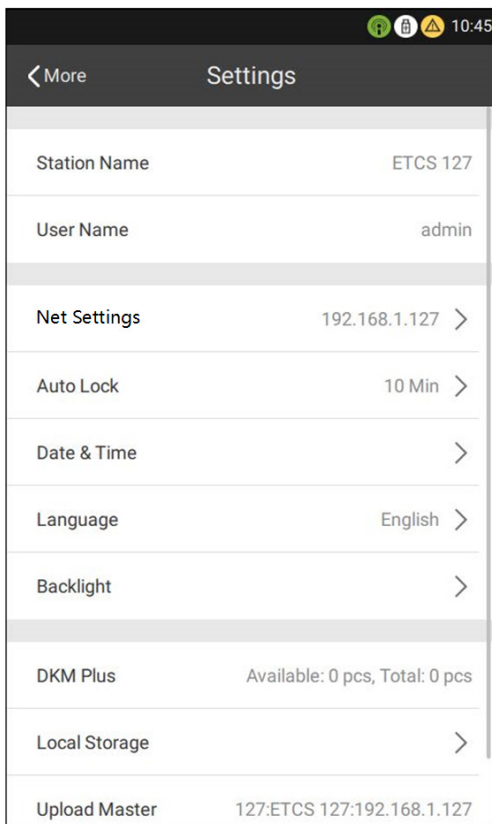 10:45
More Settings
Station Name ETCS 127
User Name admin
Net Settings 192.168.1.127
Auto Lock 10 Min
Date & Time
Language English
Backlight
DKM Plus Available: 0 pcs, Total: 0 pcs
Local Storage
Upload Master 127:ETCS 127:192.168.1.127